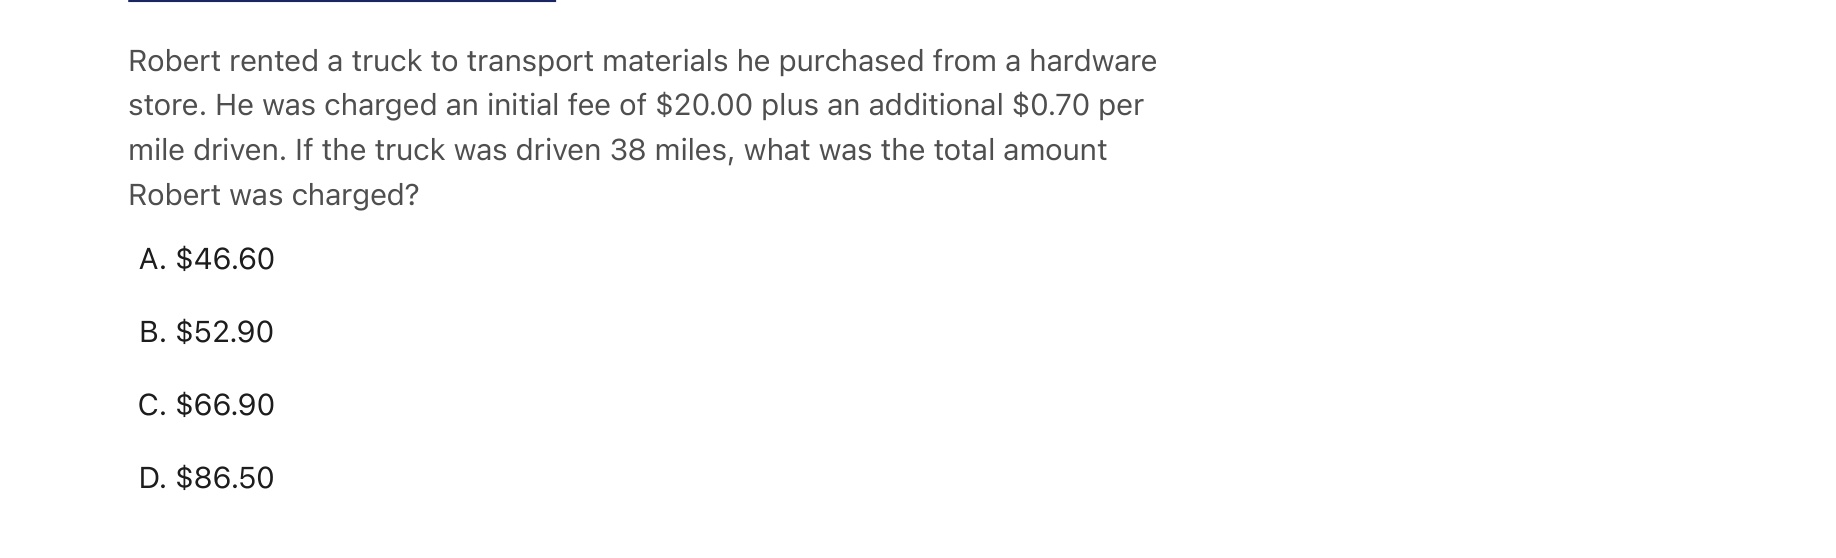 Robert rented a truck to transport materials he purchased from a hardware
store. He was charged an initial fee of $20.00 plus an additional $0.70 per
mile driven. If the truck was driven 38 miles, what was the total amount
Robert was charged?
A. $46.60
B. $52.90
C. $66.90
D. $86.50